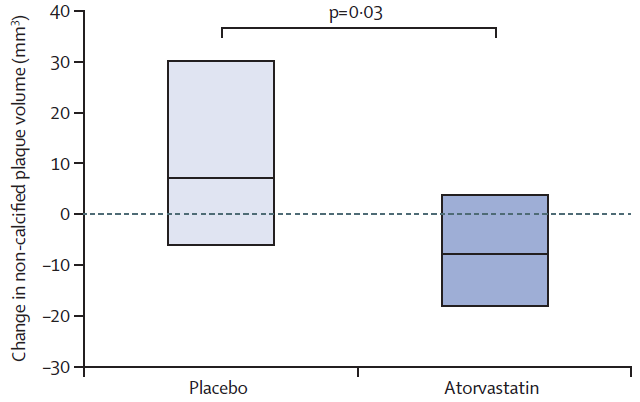 p=0·03
Change in non-calcified plaque volume (mm³)
40
30
20
10
0
–10
–20
–30
Placebo
Atorvastatin